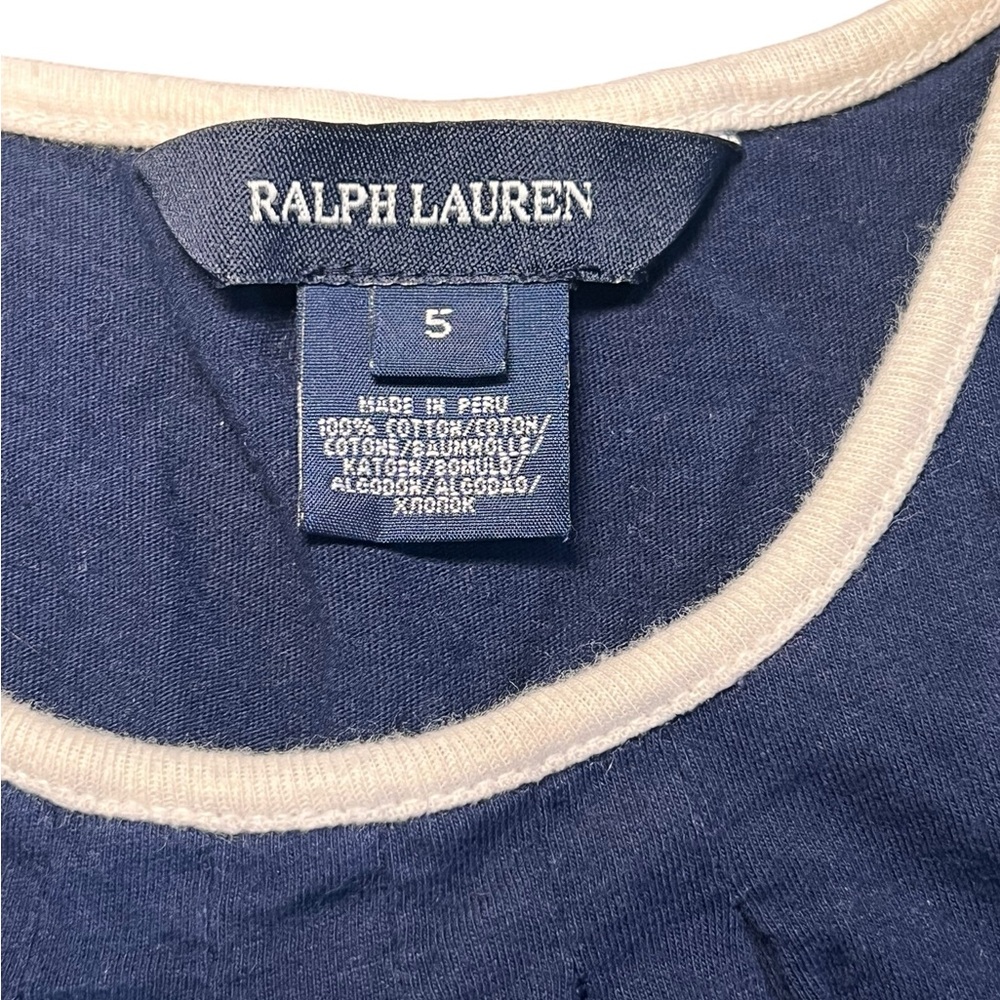 RALPH LAUREN
5
MADE IN PERU
100% COTTON/COTON/
COTONE/BAUMWOLLE/
KATOEN/BOMULD/
ALGODON/ALGODAO/
ХЛОПОК